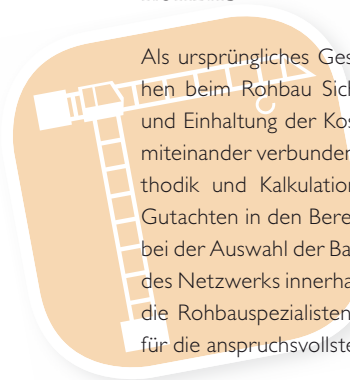 Als ursprüngliches Ges
hen beim Rohbau Sich
und Einhaltung der Kos
miteinander verbunden
thodik und Kalkulation
Gutachten in den Bere
bei der Auswahl der Ba
des Netzwerks innerha
die Rohbauspezialisten
für die anspruchsvollste